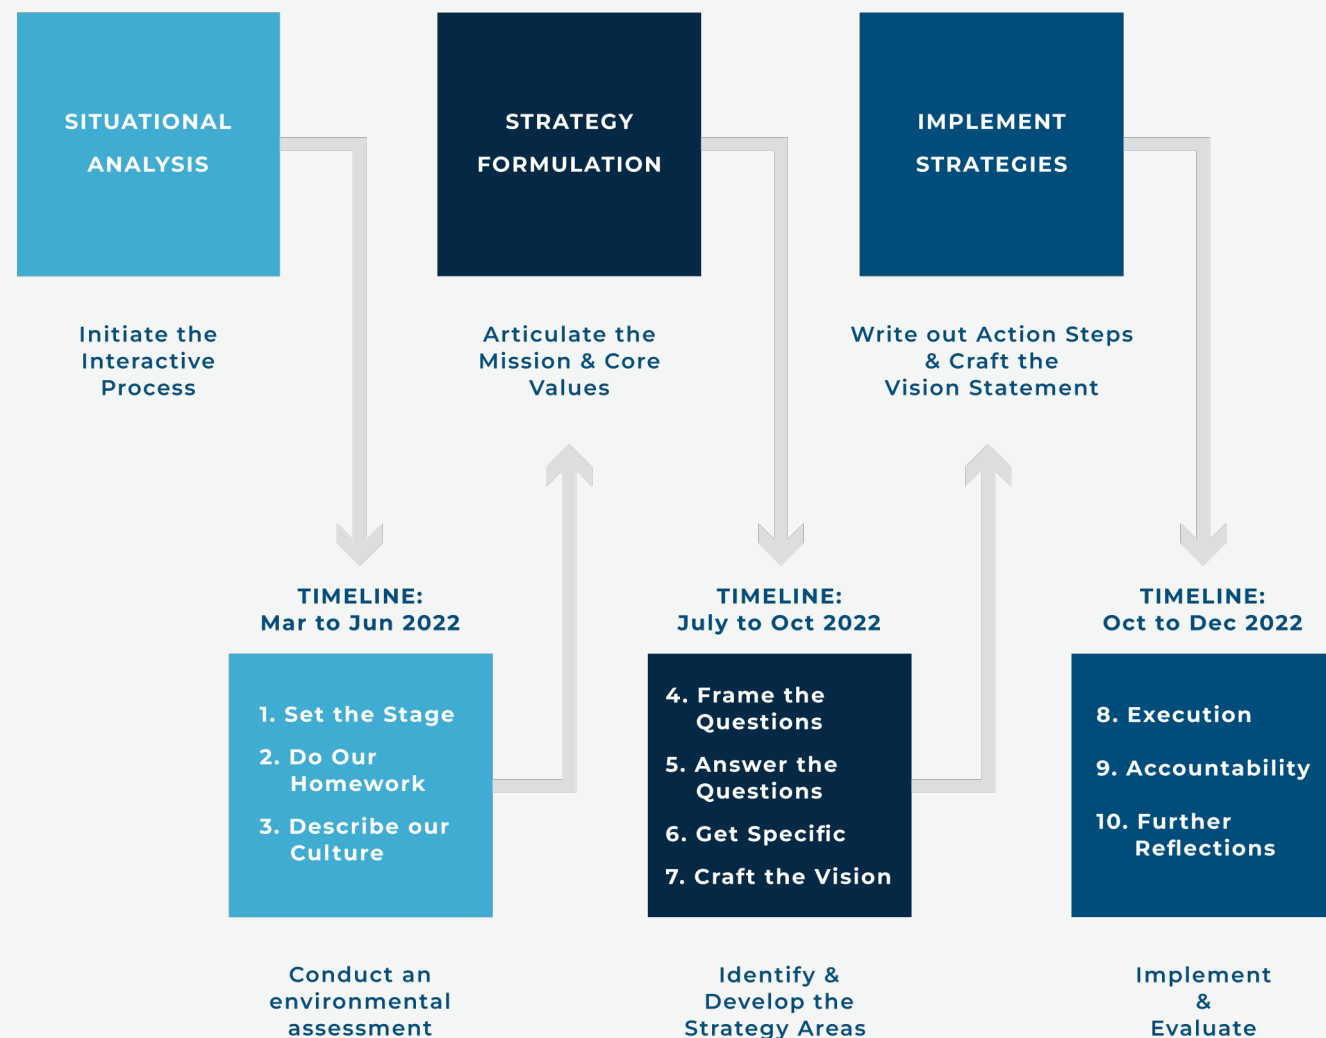 SITUATIONAL
ANALYSIS
Initiate the
Interactive
Process
TIMELINE:
Mar to Jun 2022
1. Set the Stage
2. Do Our
Homework
3. Describe our
Culture
Conduct an
environmental
assessment
STRATEGY
FORMULATION
Articulate the
Mission & Core
Values
TIMELINE:
July to Oct 2022
4. Frame the
Questions
5. Answer the
Questions
6. Get Specific
7. Craft the Vision
Identify &
Develop the
Strategy Areas
IMPLEMENT
STRATEGIES
Write out Action Steps
& Craft the
Vision Statement
TIMELINE:
Oct to Dec 2022
8. Execution
9. Accountability
10. Further
Reflections
Implement
&
Evaluate